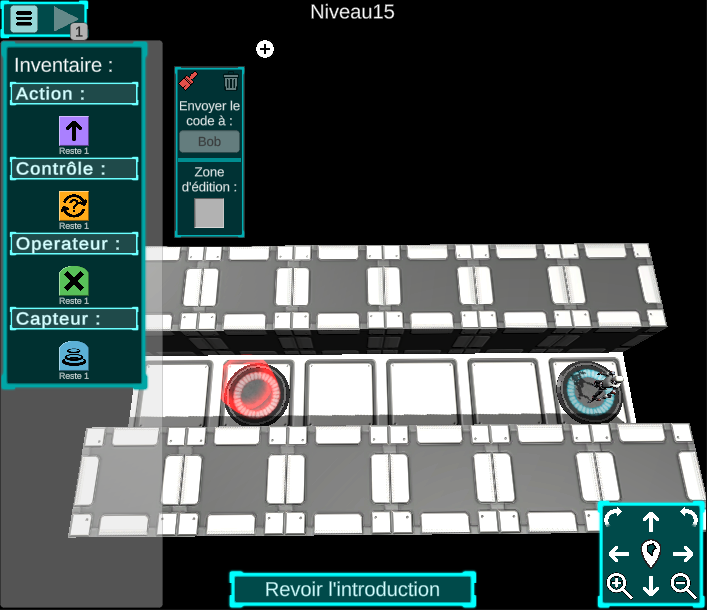 Niveau15
1
Inventaire :
Action :
Reste 1
Contrôle :
Reste 1
Operateur :
Reste 1
Capteur :
Reste 1
Envoyer le
code à :
Bob
Zone
d'édition :
Revoir l'introduction